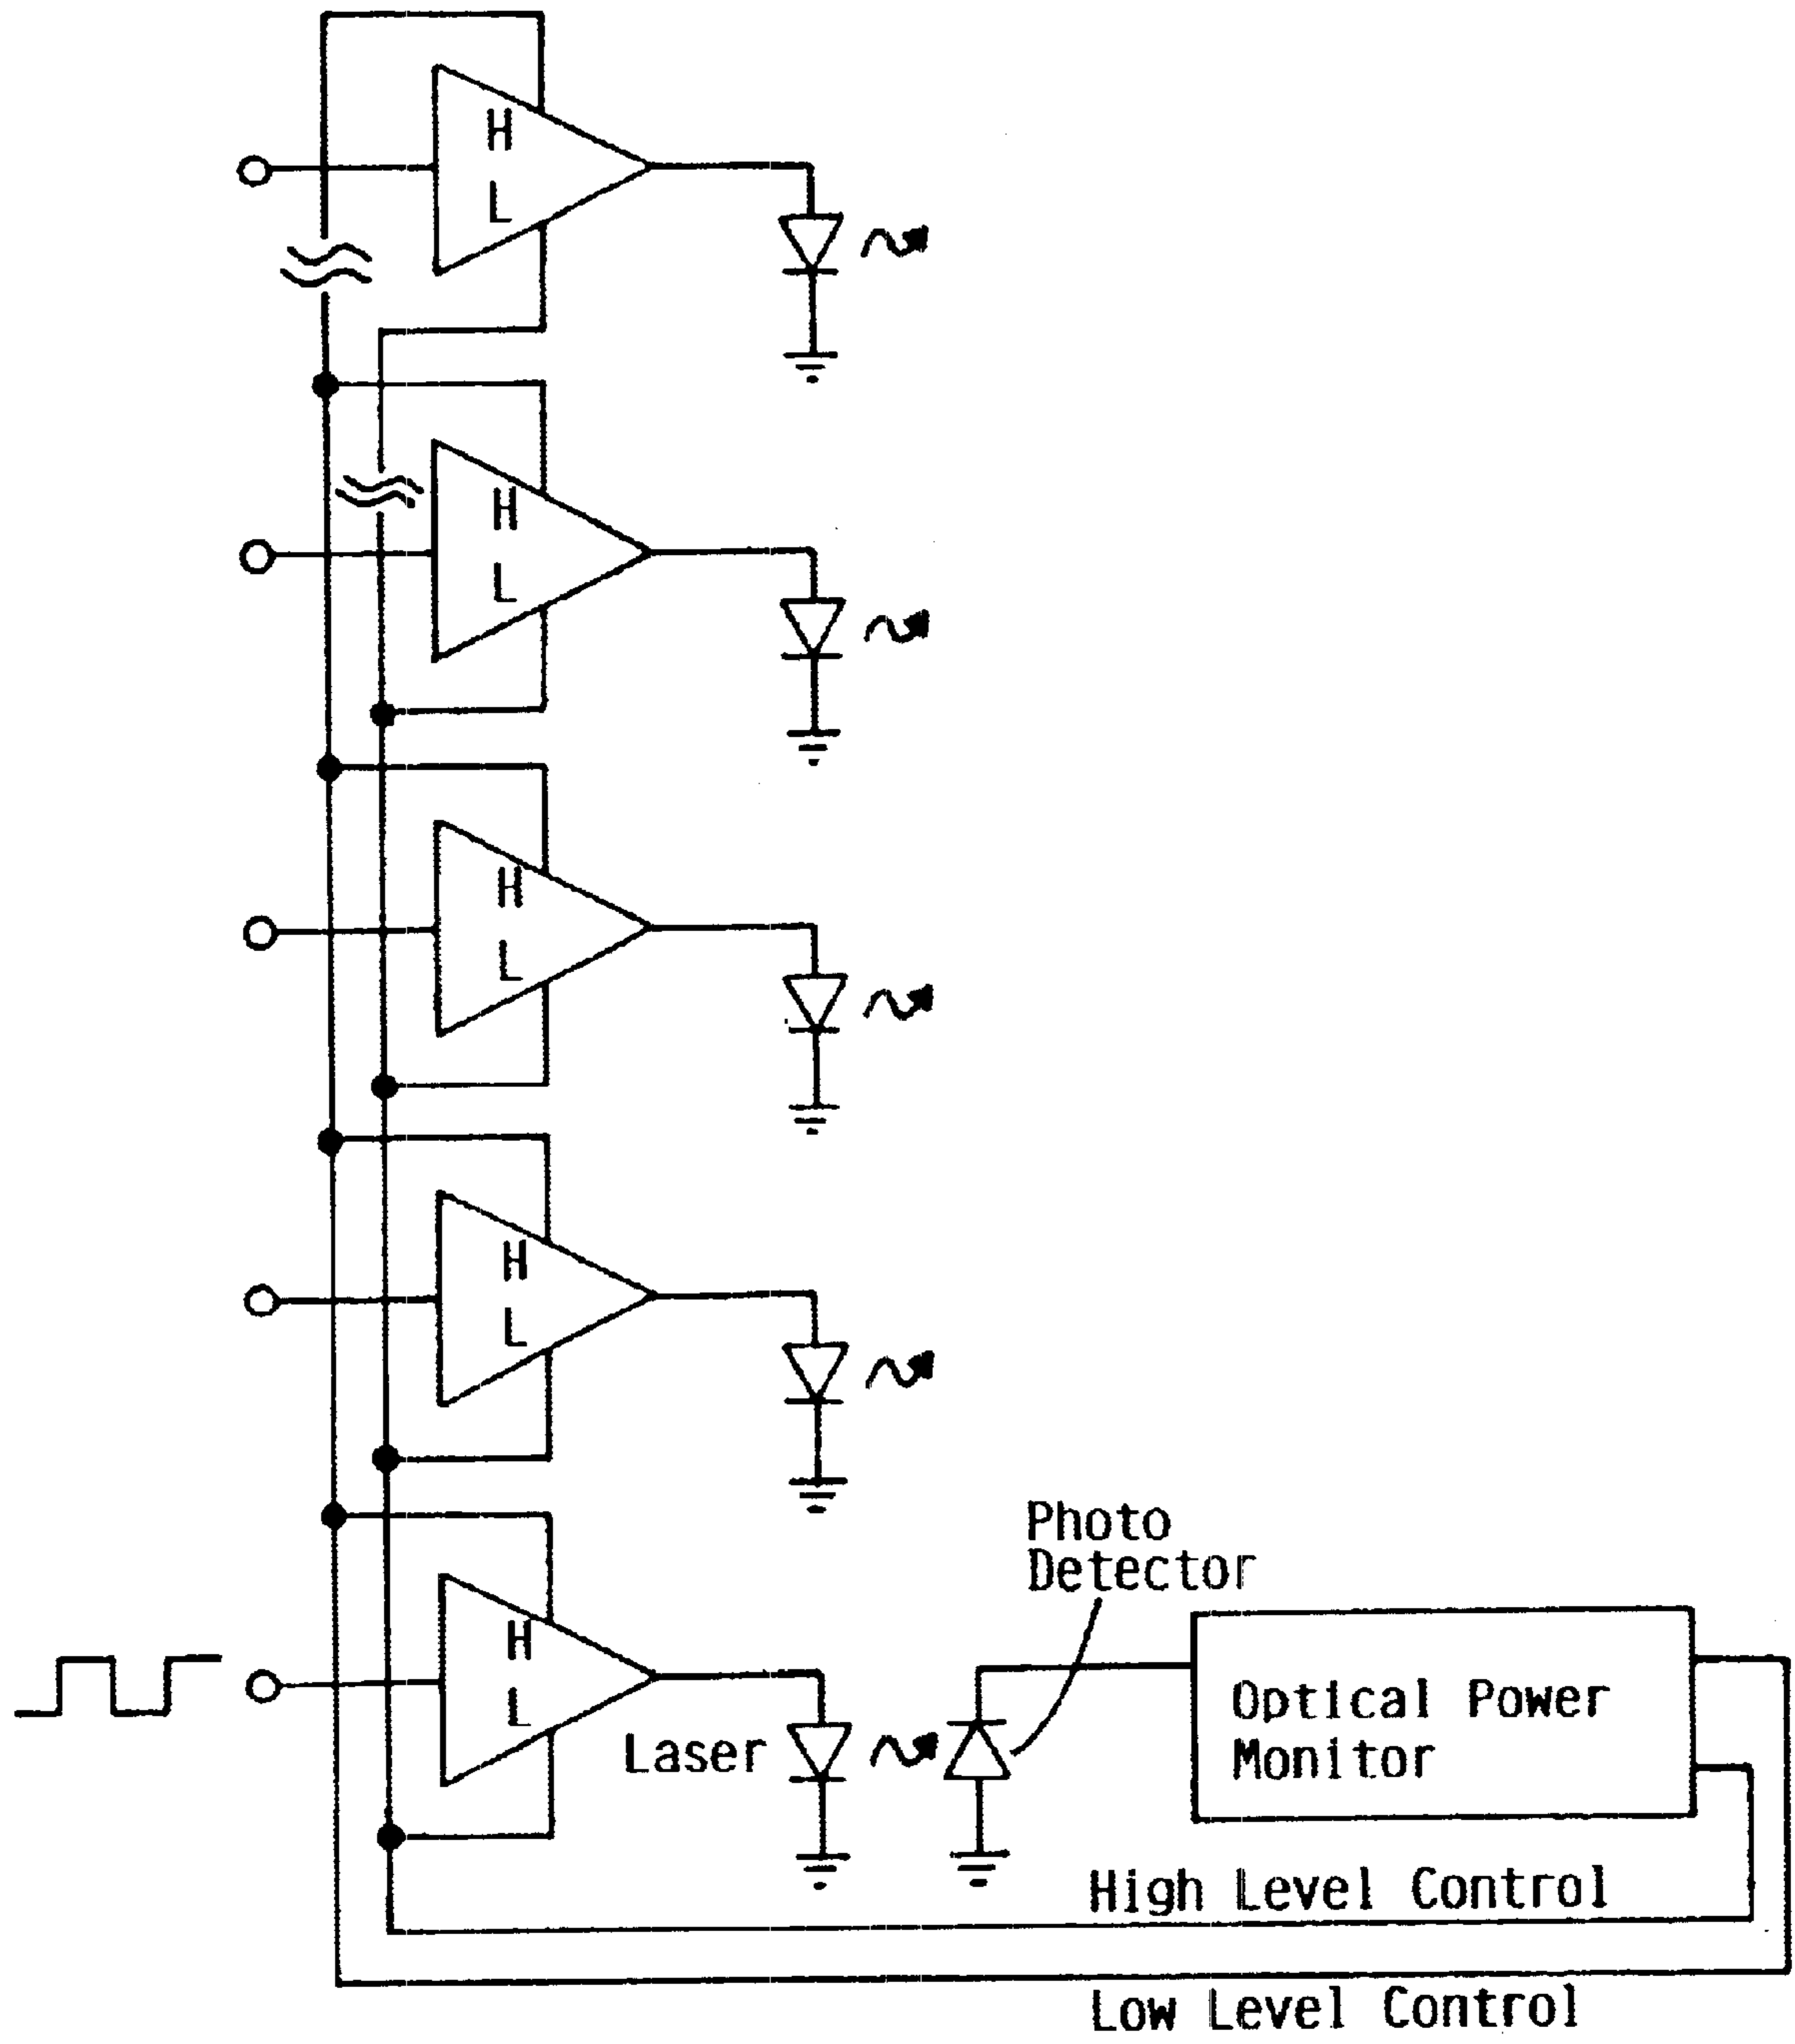 H
L
H
L
H
L
H
L
Photo
Detector
H
L
Laser
Optical Power
Monitor
High Level Control
Low Level Control